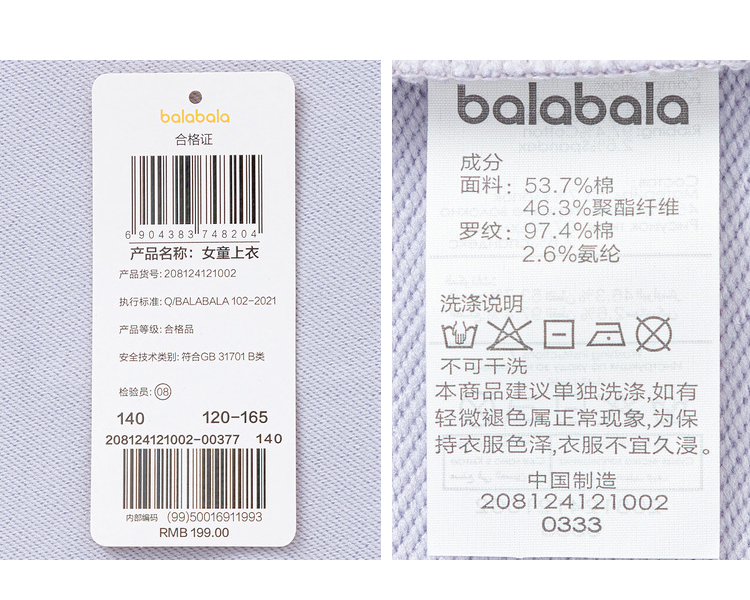 balabala
合格证
6 904383 748204
产品名称：女童上衣
产品货号：208124121002
执行标准：Q/BALABALA 102-2021
产品等级：合格品
安全技术类别：符合GB 31701 B类
检验员：08
140 120-165
208124121002-00377 140
内部编码 (99)50016911993
RMB 199.00
balabala
成分
面料：53.7%棉
46.3%聚酯纤维
罗纹：97.4%棉
2.6%氨纶
洗涤说明
不可干洗
本商品建议单独洗涤,如有
轻微褪色属正常现象,为保
持衣服色泽,衣服不宜久浸。
中国制造
208124121002
0333